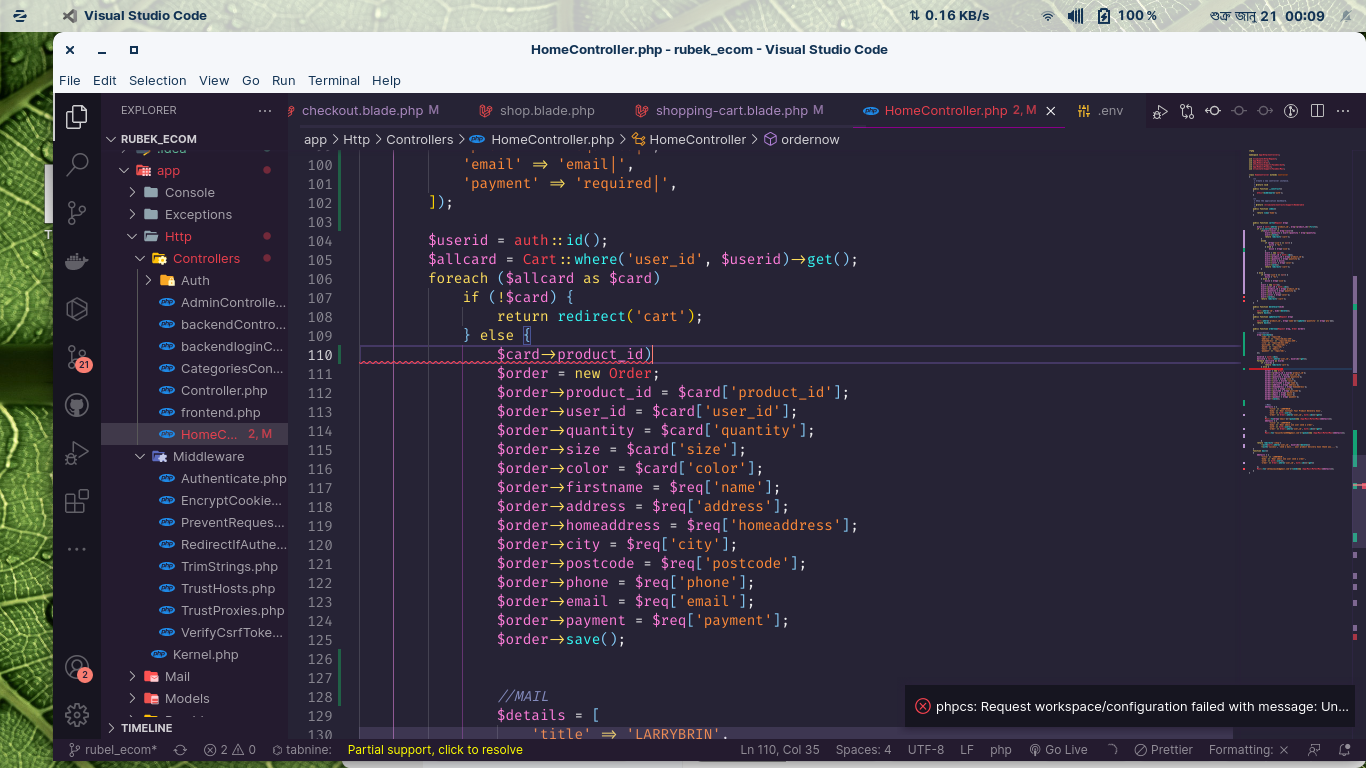 Visual Studio Code
⇅ 0.16 KB/s
100 %
শুক্র জানু 21 00:09
HomeController.php - rubek_ecom - Visual Studio Code
File Edit Selection View Go Run Terminal Help
EXPLORER ···
checkout.blade.php M shop.blade.php shopping-cart.blade.php M HomeController.php 2, M .env
RUBEK_ECOM
app > Http > Controllers > HomeController.php > HomeController > ordernow
.idea
app
Console
Exceptions
Http
Controllers
Auth
AdminControlle...
backendContro...
backendloginC...
CategoriesCon...
Controller.php
frontend.php
HomeC... 2, M
Middleware
Authenticate.php
EncryptCookie...
PreventReques...
RedirectIfAuthe...
TrimStrings.php
TrustHosts.php
TrustProxies.php
VerifyCsrfToke...
Kernel.php
Mail
Models
TIMELINE
21
2
100 'email' => 'email|',
101 'payment' => 'required|',
102 ]);
103
104 $userid = auth::id();
105 $allcard = Cart::where('user_id', $userid)->get();
106 foreach ($allcard as $card)
107 if (!$card) {
108 return redirect('cart');
109 } else {
110 $card->product_id)
111 $order = new Order;
112 $order->product_id = $card['product_id'];
113 $order->user_id = $card['user_id'];
114 $order->quantity = $card['quantity'];
115 $order->size = $card['size'];
116 $order->color = $card['color'];
117 $order->firstname = $req['name'];
118 $order->address = $req['address'];
119 $order->homeaddress = $req['homeaddress'];
120 $order->city = $req['city'];
121 $order->postcode = $req['postcode'];
122 $order->phone = $req['phone'];
123 $order->email = $req['email'];
124 $order->payment = $req['payment'];
125 $order->save();
126
127
128 //MAIL
129 $details = [
130 'title' => 'LARRYBRIN',
phpcs: Request workspace/configuration failed with message: Un...
rubek_ecom* 2 0 tabnine: Partial support, click to resolve Ln 110, Col 35 Spaces: 4 UTF-8 LF php Go Live Prettier Formatting: ×